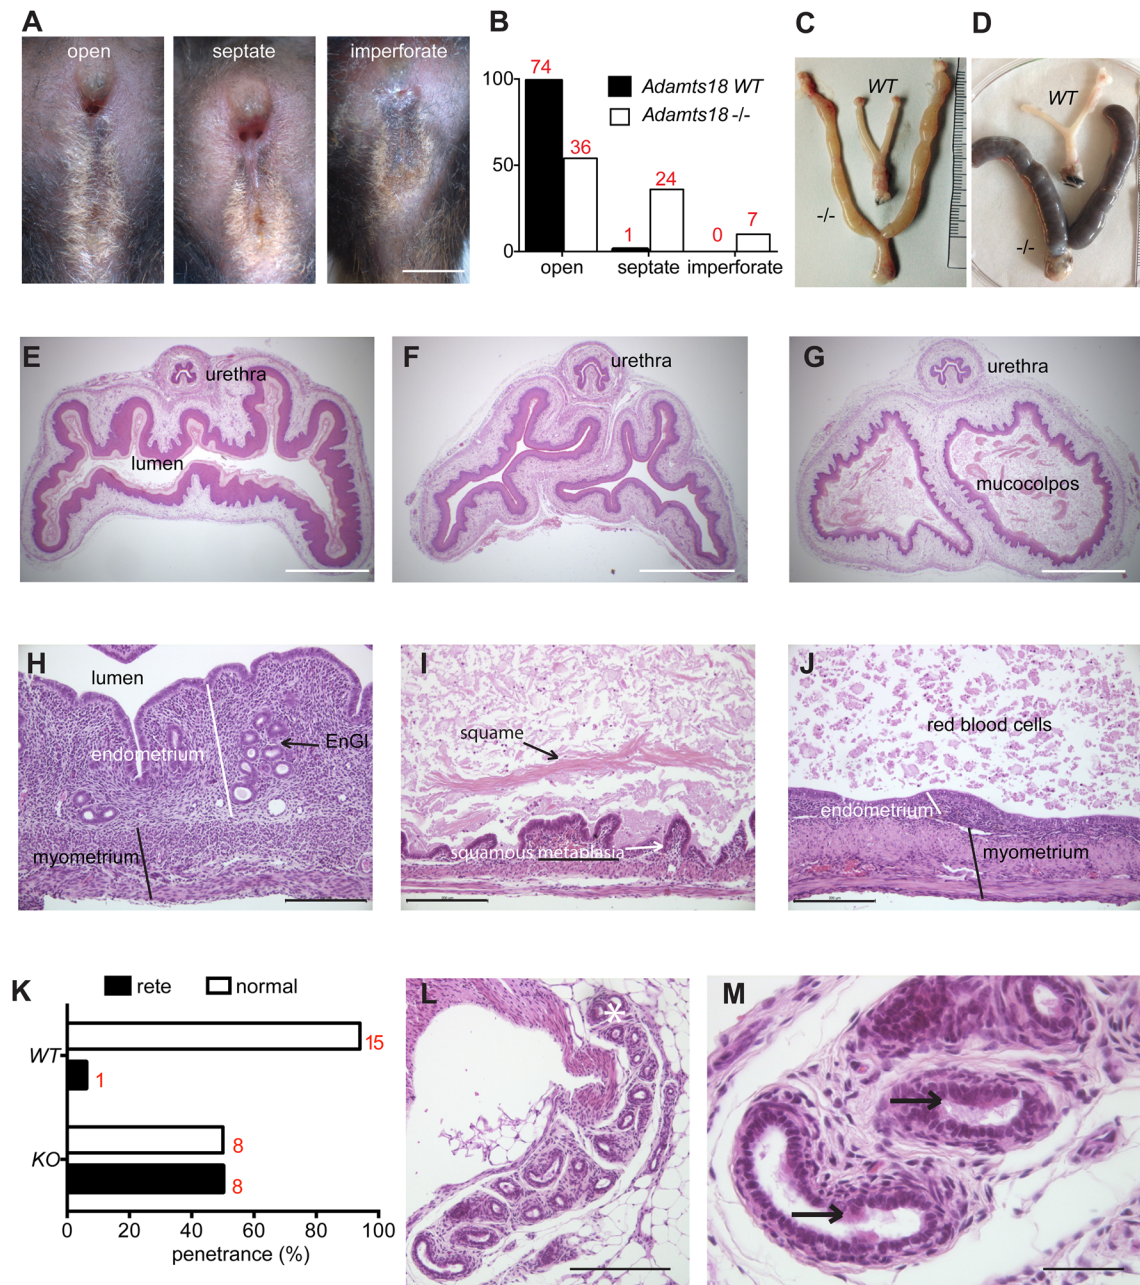 A
open
septate
imperforate
B
74
100
Adamts18 WT
Adamts18 -/-
36
50
24
1
0
7
0
open
septate
imperforate
C
WT
-/-
D
WT
-/-
E
urethra
lumen
F
urethra
G
urethra
mucocolpos
H
lumen
endometrium
EnGl
myometrium
I
squame
squamous metaplasia
J
red blood cells
endometrium
myometrium
K
rete
normal
WT
15
1
KO
8
8
0
20
40
60
80
100
penetrance (%)
L
*
M